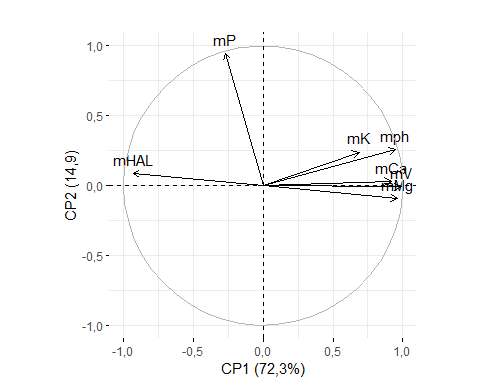 mP
1,0
mph
mK
0,5
mHAL
mCa
mV
mMg
0,0
CP2 (14,9)
-0,5
-1,0
-1,0
-0,5
0,0
0,5
1,0
CP1 (72,3%)